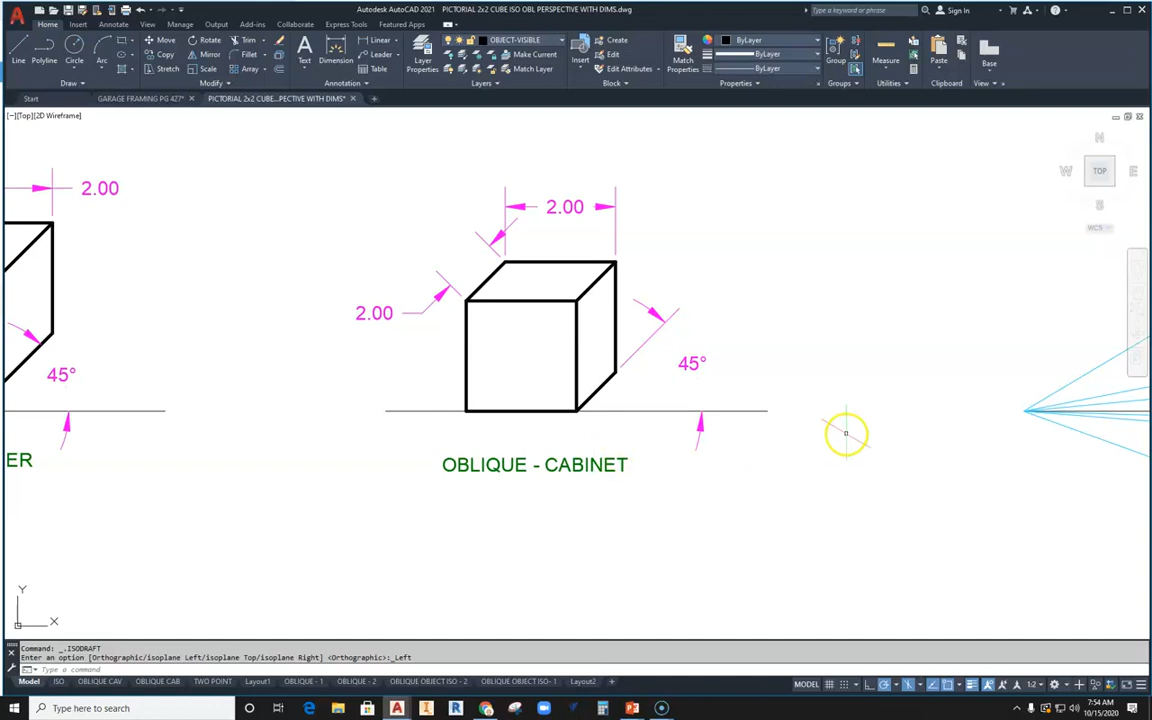 Autodesk AutoCAD 2021 PICTORIAL 2x2 CUBE ISO OBL PERSPECTIVE WITH DIMS.dwg
Type a keyword or phrase
Sign In
Home Insert Annotate Parametric View Manage Output Add-ins Collaborate Express Tools Featured Apps
Line Polyline Circle Arc
Move Rotate Trim
Copy Mirror Fillet
Stretch Scale Array
Text Dimension
Linear
Leader
Table
Layer Properties
OBJECT-VISIBLE
Make Current
Match Layer
Insert
Create
Edit
Edit Attributes
Match Properties
ByLayer
ByLayer
ByLayer
Group Measure Paste Base
Draw Modify Annotation Layers Block Properties Groups Utilities Clipboard View
Start GARAGE FRAMING PG 427* PICTORIAL 2x2 CUBE...PECTIVE WITH DIMS*
[−][Top][2D Wireframe]
N
W TOP E
S
WCS
2.00
2.00
2.00
45°
45°
ER
OBLIQUE - CABINET
Y
X
Command: _.ISODRAFT
Enter an option [Orthographic/isoplane Left/isoplane Top/isoplane Right] <Orthographic>:_Left
Type a command
Model ISO OBLIQUE CAV OBLIQUE CAB TWO POINT Layout1 OBLIQUE - 1 OBLIQUE - 2 OBLIQUE OBJECT ISO - 2 OBLIQUE OBJECT ISO- 1 Layout2 +
MODEL 1:2
Type here to search
7:54 AM
10/15/2020